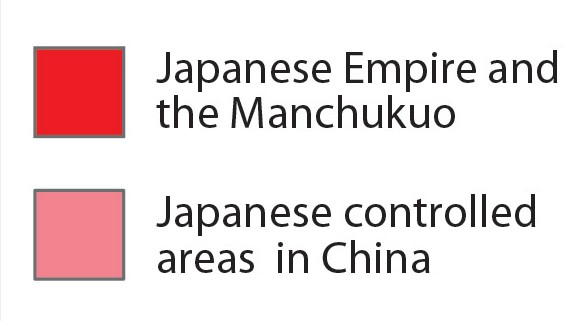 Japanese Empire and
the Manchukuo
Japanese controlled
areas  in China